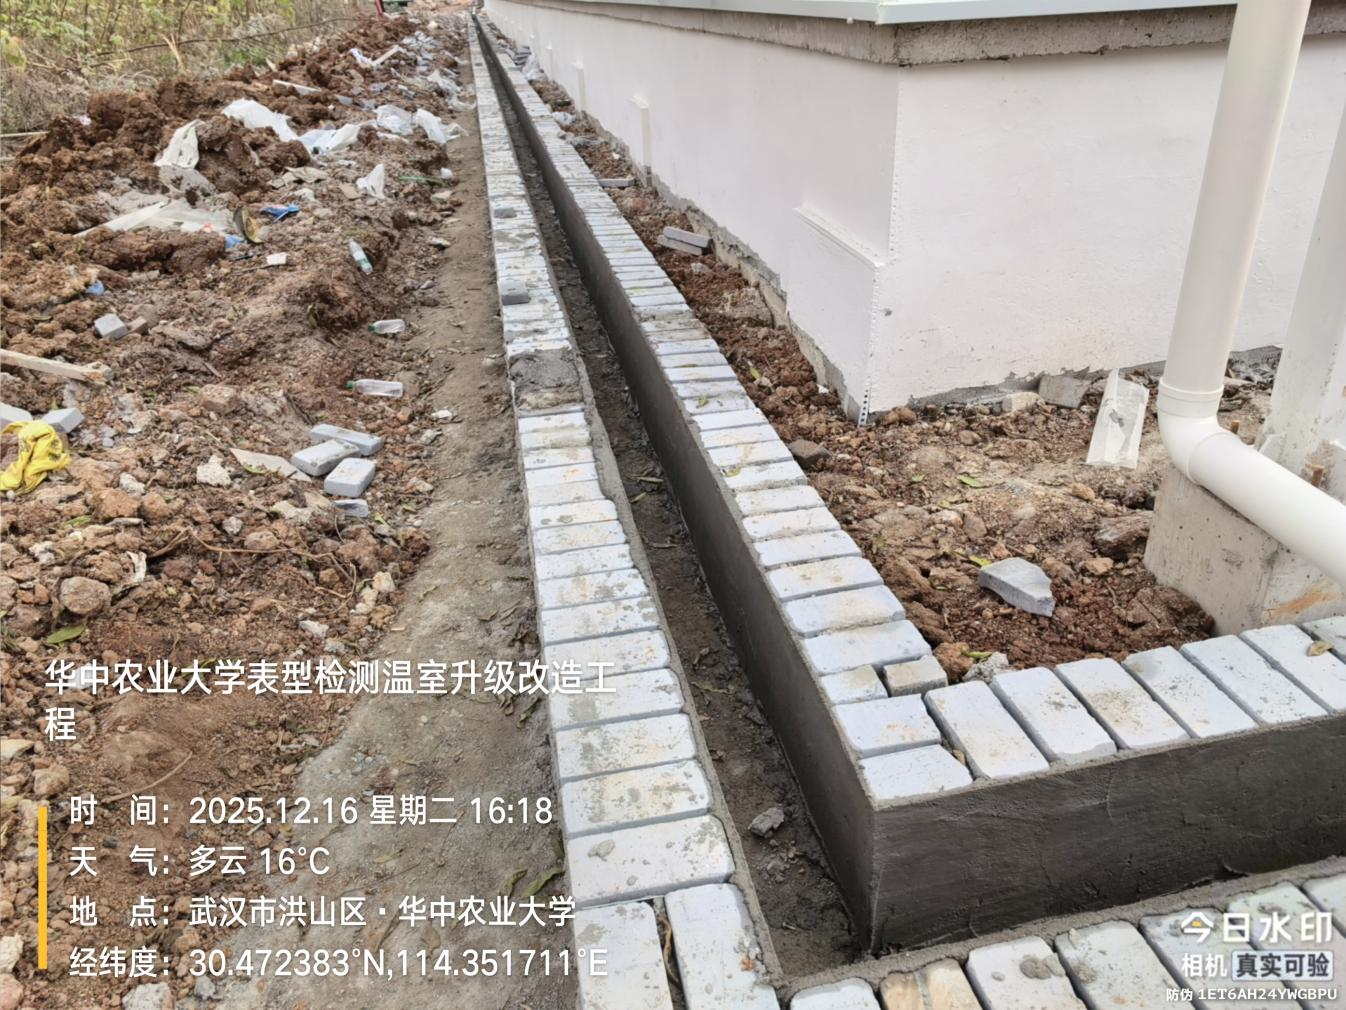 华中农业大学表型检测温室升级改造工
程
时 间：2025.12.16 星期二 16:18
天 气：多云 16°C
地 点：武汉市洪山区·华中农业大学
经纬度：30.472383°N,114.351711°E
今日水印
相机 真实可验
防伪 1ET6AH24YWGBPU